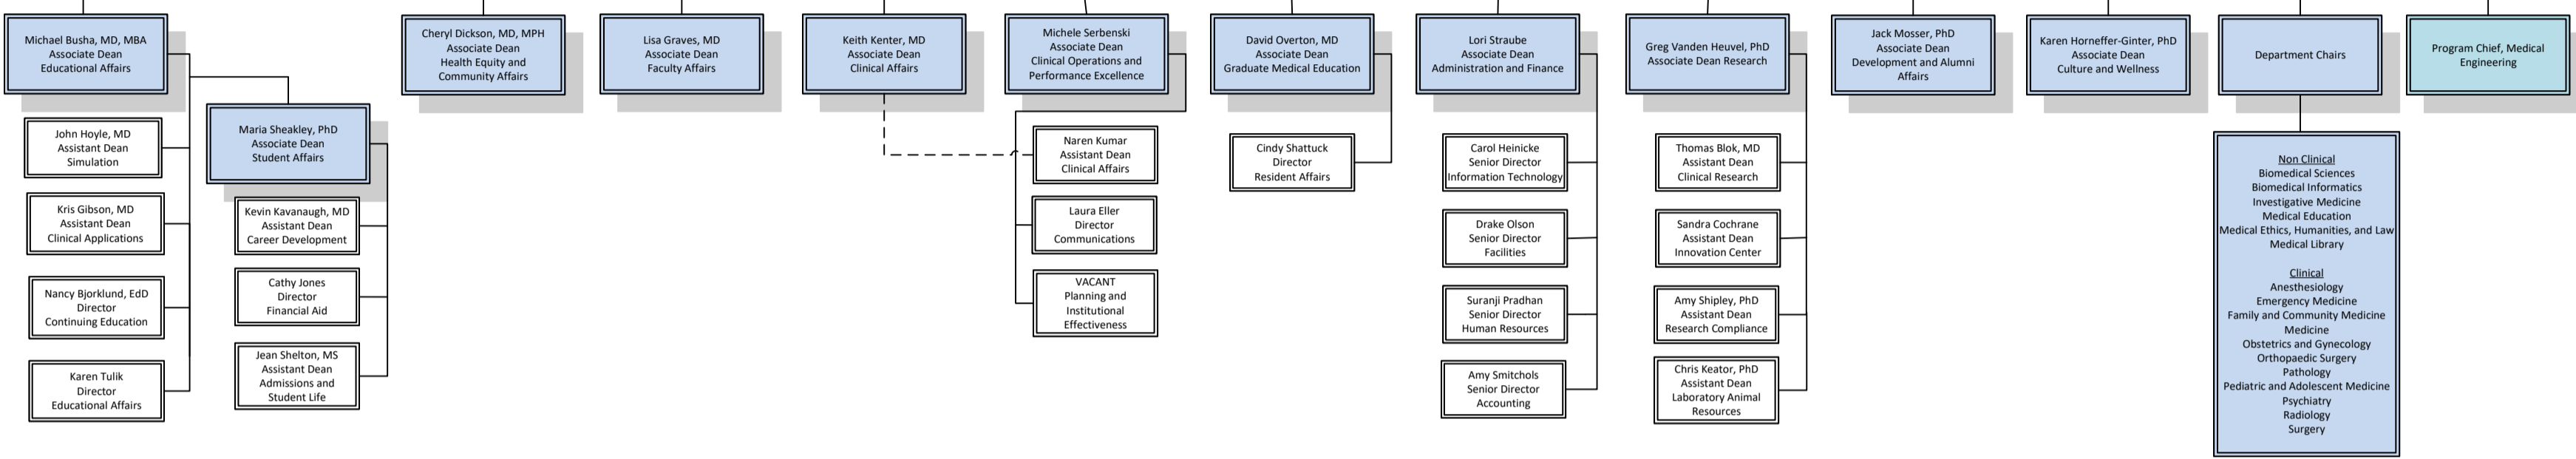 Michael Busha, MD, MBA
Associate Dean
Educational Affairs
John Hoyle, MD
Assistant Dean
Simulation
Kris Gibson, MD
Assistant Dean
Clinical Applications
Nancy Bjorklund, EdD
Director
Continuing Education
Karen Tulik
Director
Educational Affairs
Maria Sheakley, PhD
Associate Dean
Student Affairs
Kevin Kavanaugh, MD
Assistant Dean
Career Development
Cathy Jones
Director
Financial Aid
Jean Shelton, MS
Assistant Dean
Admissions and
Student Life
Cheryl Dickson, MD, MPH
Associate Dean
Health Equity and
Community Affairs
Lisa Graves, MD
Associate Dean
Faculty Affairs
Keith Kenter, MD
Associate Dean
Clinical Affairs
Michele Serbenski
Associate Dean
Clinical Operations and
Performance Excellence
Naren Kumar
Assistant Dean
Clinical Affairs
Laura Eller
Director
Communications
VACANT
Planning and
Institutional
Effectiveness
David Overton, MD
Associate Dean
Graduate Medical Education
Cindy Shattuck
Director
Resident Affairs
Lori Straube
Associate Dean
Administration and Finance
Carol Heinicke
Senior Director
Information Technology
Drake Olson
Senior Director
Facilities
Suranji Pradhan
Senior Director
Human Resources
Amy Smitchols
Senior Director
Accounting
Greg Vanden Heuvel, PhD
Associate Dean Research
Thomas Blok, MD
Assistant Dean
Clinical Research
Sandra Cochrane
Assistant Dean
Innovation Center
Amy Shipley, PhD
Assistant Dean
Research Compliance
Chris Keator, PhD
Assistant Dean
Laboratory Animal
Resources
Jack Mosser, PhD
Associate Dean
Development and Alumni
Affairs
Karen Horneffer-Ginter, PhD
Associate Dean
Culture and Wellness
Department Chairs
Non Clinical
Biomedical Sciences
Biomedical Informatics
Investigative Medicine
Medical Education
Medical Ethics, Humanities, and Law
Medical Library
Clinical
Anesthesiology
Emergency Medicine
Family and Community Medicine
Medicine
Obstetrics and Gynecology
Orthopaedic Surgery
Pathology
Pediatric and Adolescent Medicine
Psychiatry
Radiology
Surgery
Program Chief, Medical
Engineering